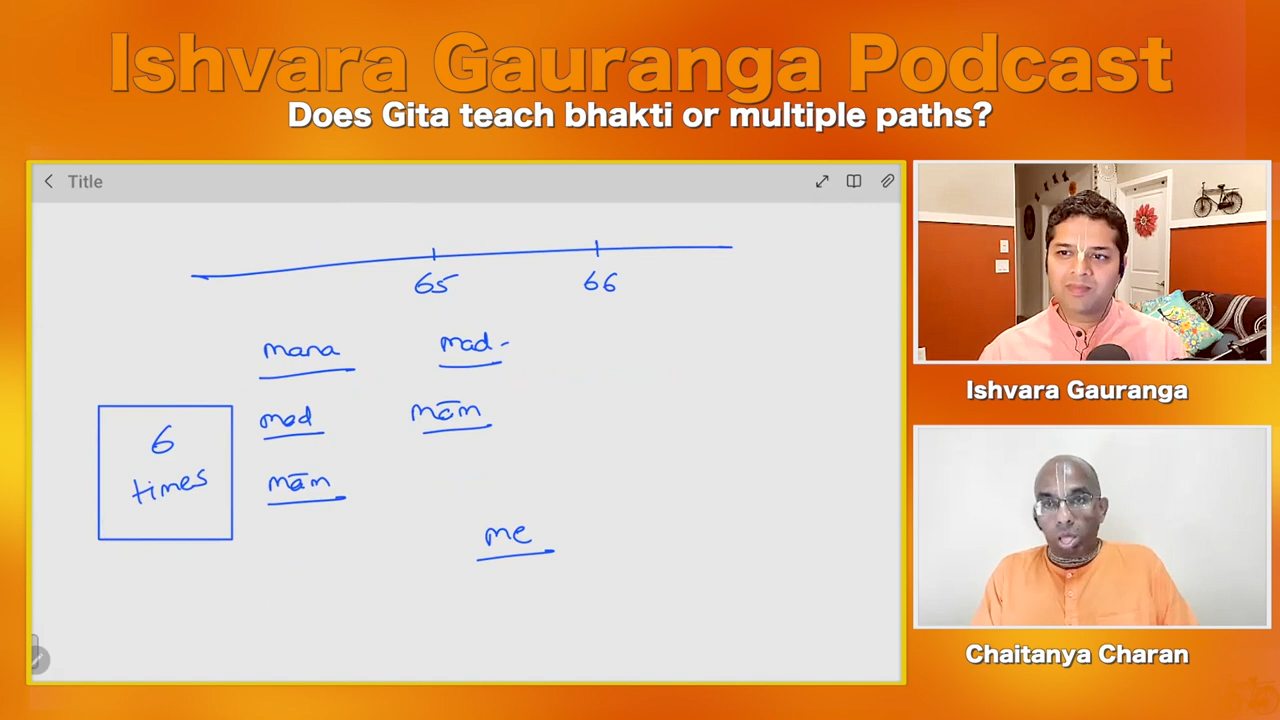 Ishvara Gauranga Podcast
Does Gita teach bhakti or multiple paths?
Title
65 66
mana mad-
mad mām
6 times
mām
me
Ishvara Gauranga
Chaitanya Charan